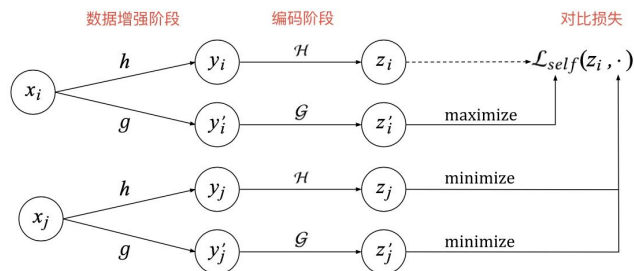 数据增强阶段 编码阶段 对比损失
h y_i ℋ z_i ℒ_self(z_i , ·)
x_i
g y′_i 𝒢 z′_i maximize
h y_j ℋ z_j minimize
x_j
g y′_j 𝒢 z′_j minimize